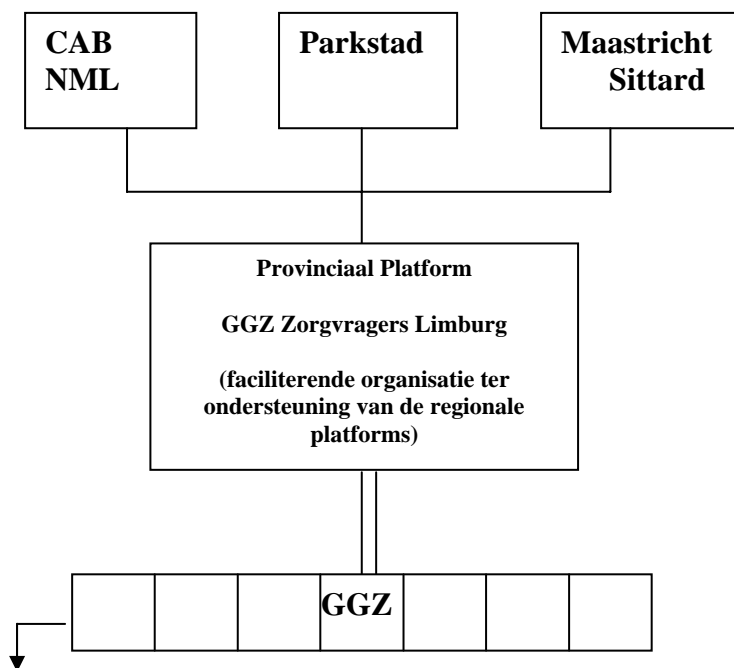 CAB
NML
Parkstad
Maastricht
Sittard
Provinciaal Platform
GGZ Zorgvragers Limburg
(faciliterende organisatie ter
ondersteuning van de regionale
platforms)
GGZ